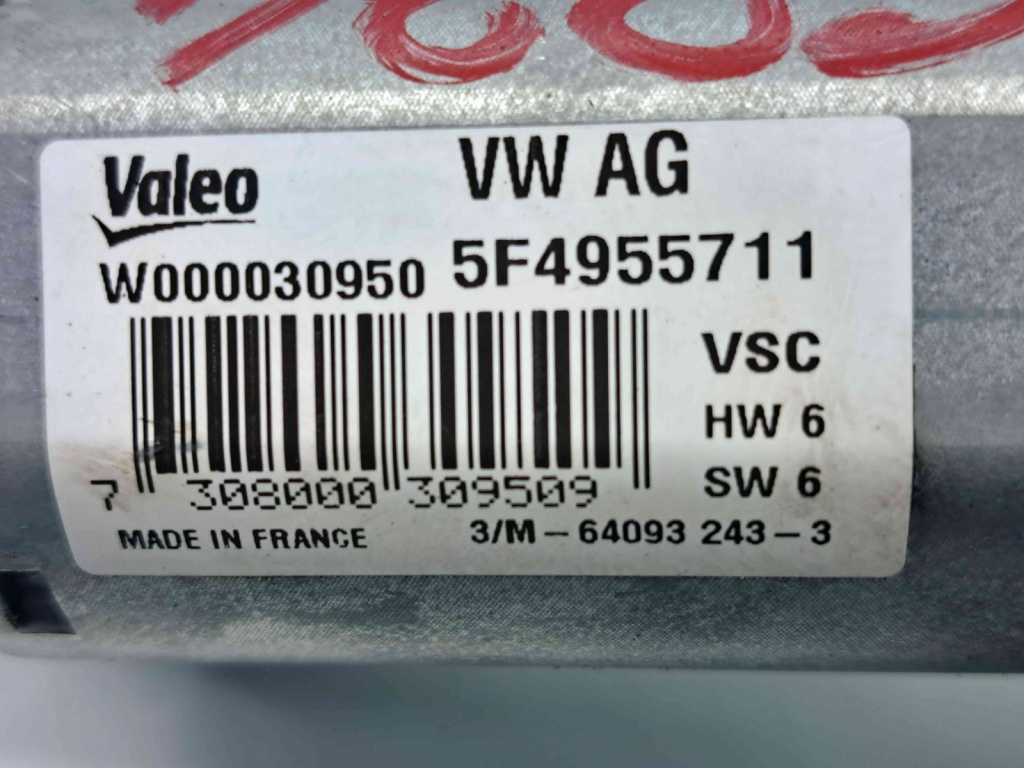 Valeo
VW AG
W000030950
5F4955711
VSC
HW 6
SW 6
7 308000 309509
MADE IN FRANCE
3/M-64093 243-3